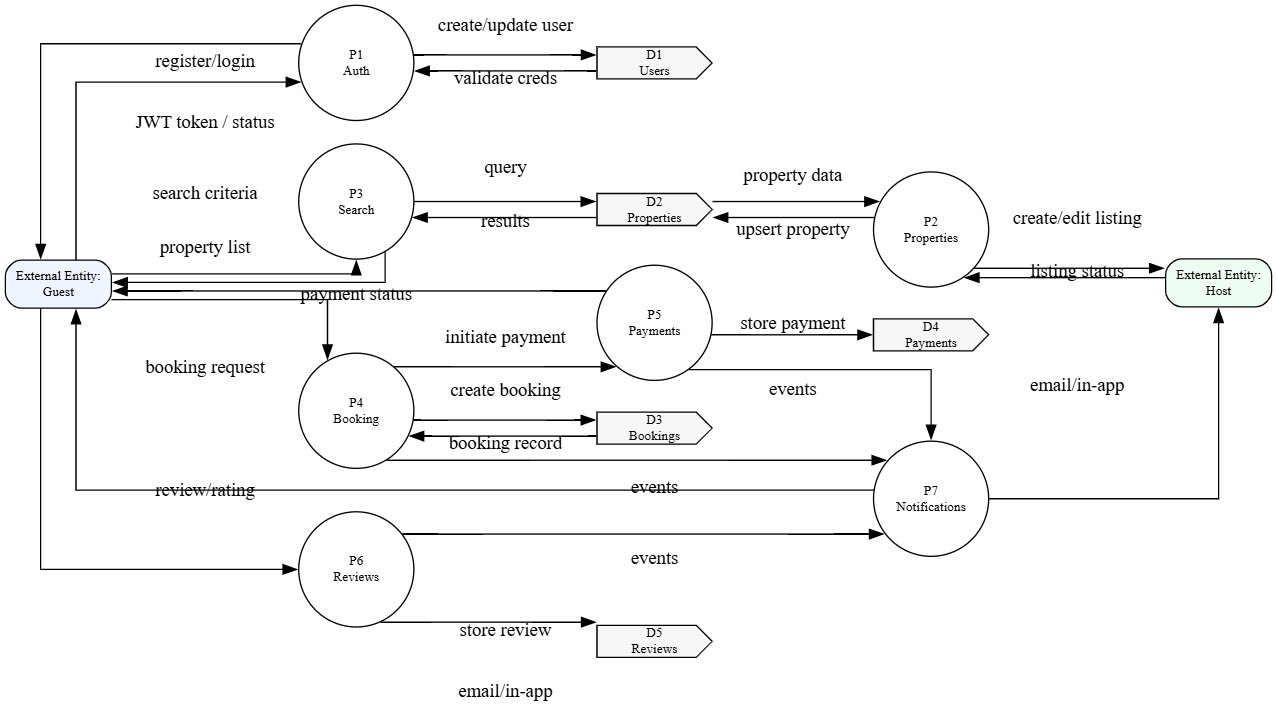 create/update user
P1
Auth
D1
Users
register/login
validate creds
JWT token / status
query
property data
P3
Search
search criteria
D2
Properties
P2
Properties
create/edit listing
results
upsert property
property list
External Entity:
Guest
listing status
External Entity:
Host
payment status
P5
Payments
initiate payment
store payment
D4
Payments
booking request
P4
Booking
create booking
events
email/in-app
D3
Bookings
booking record
review/rating
events
P7
Notifications
P6
Reviews
events
store review
D5
Reviews
email/in-app